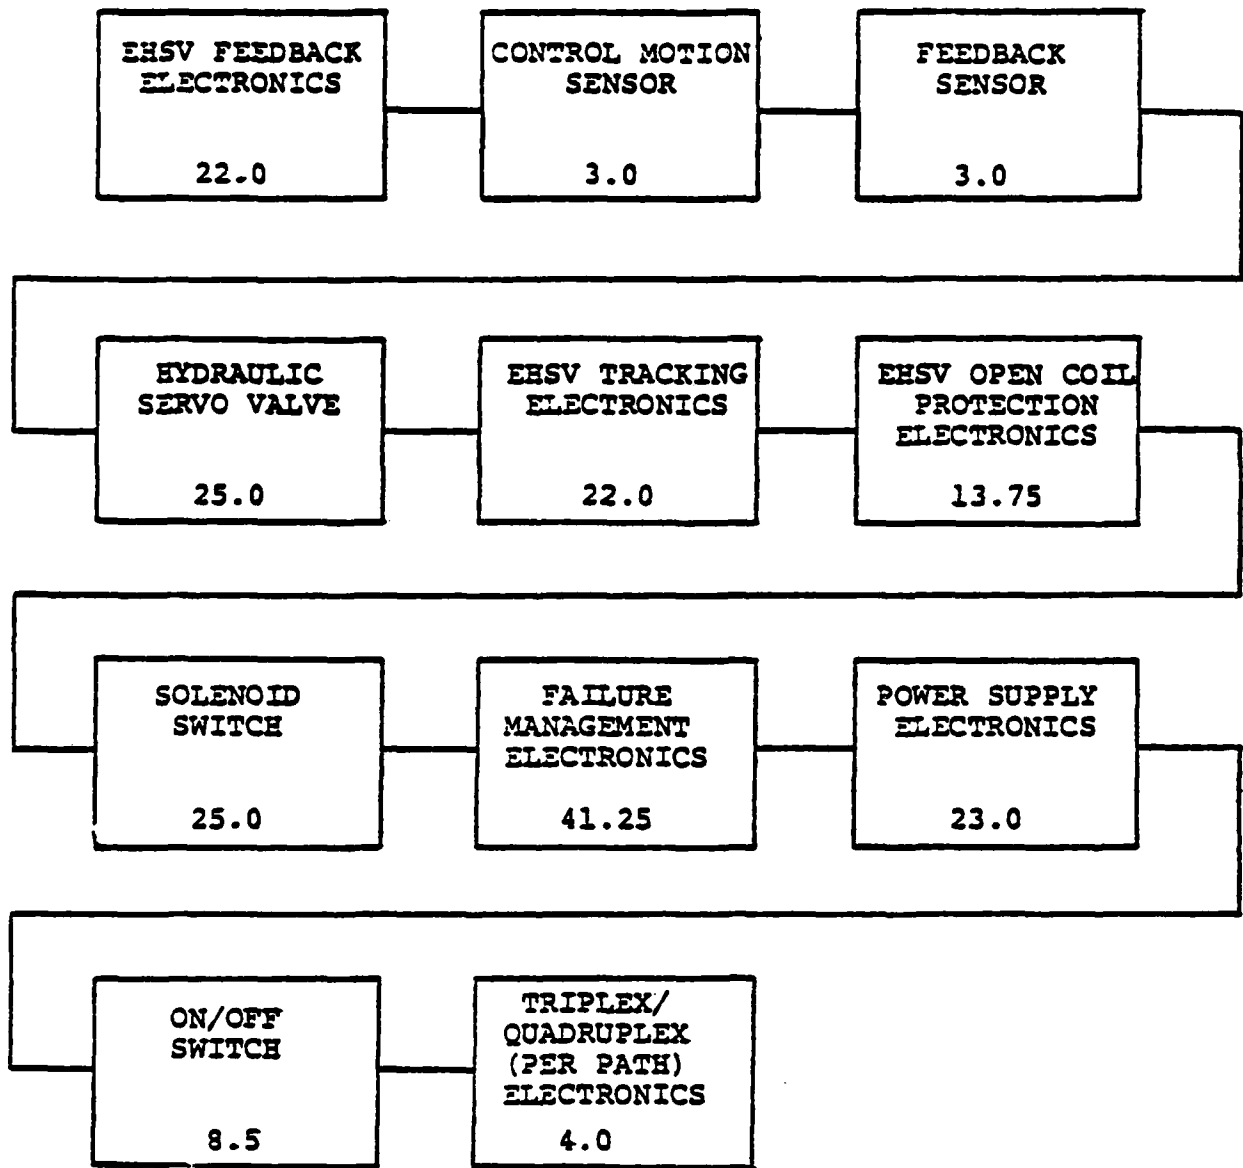 EHSV FEEDBACK
ELECTRONICS
22.0
CONTROL MOTION
SENSOR
3.0
FEEDBACK
SENSOR
3.0
HYDRAULIC
SERVO VALVE
25.0
EHSV TRACKING
ELECTRONICS
22.0
EHSV OPEN COIL
PROTECTION
ELECTRONICS
13.75
SOLENOID
SWITCH
25.0
FAILURE
MANAGEMENT
ELECTRONICS
41.25
POWER SUPPLY
ELECTRONICS
23.0
ON/OFF
SWITCH
8.5
TRIPLEX/
QUADRUPLEX
(PER PATH)
ELECTRONICS
4.0